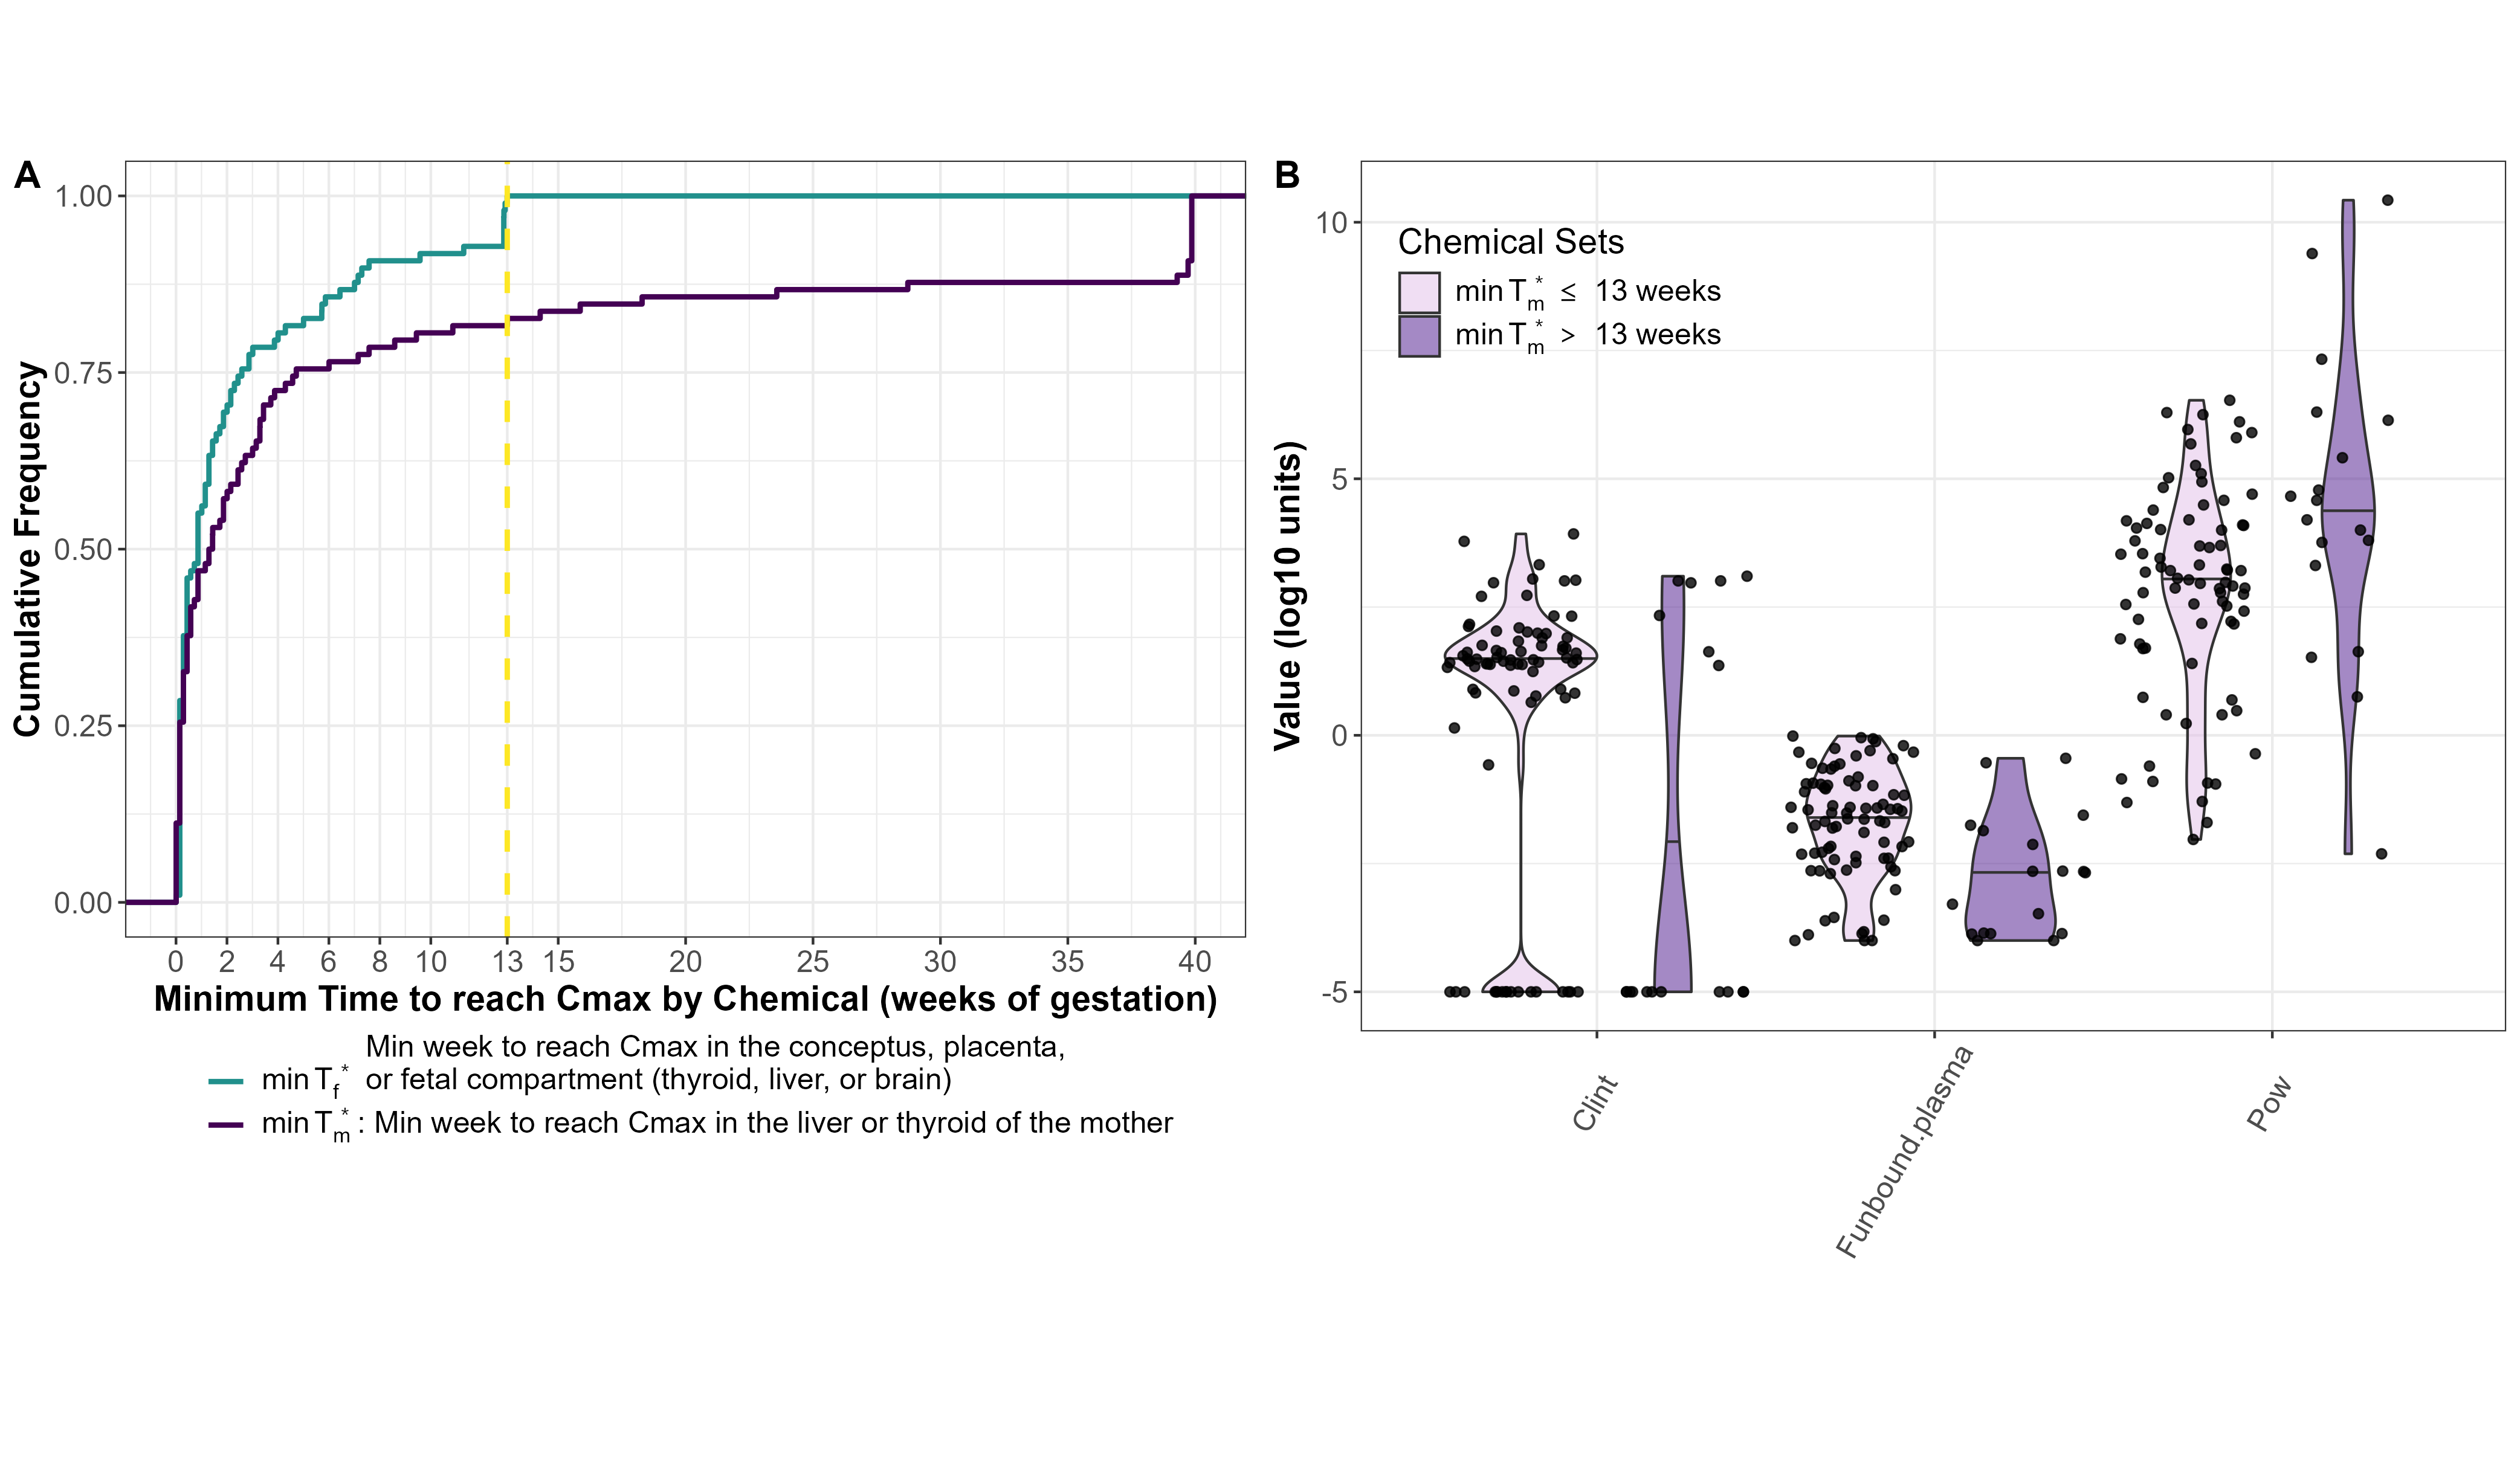 A
1.00
0.75
0.50
0.25
0.00
Cumulative Frequency
0 2 4 6 8 10 13 15 20 25 30 35 40
Minimum Time to reach Cmax by Chemical (weeks of gestation)
Min week to reach Cmax in the conceptus, placenta,
min T_f^* or fetal compartment (thyroid, liver, or brain)
min T_m^* : Min week to reach Cmax in the liver or thyroid of the mother
B
10
5
0
-5
Value (log10 units)
Chemical Sets
min T_m^* ≤ 13 weeks
min T_m^* > 13 weeks
Clint
Funbound.plasma
Pow